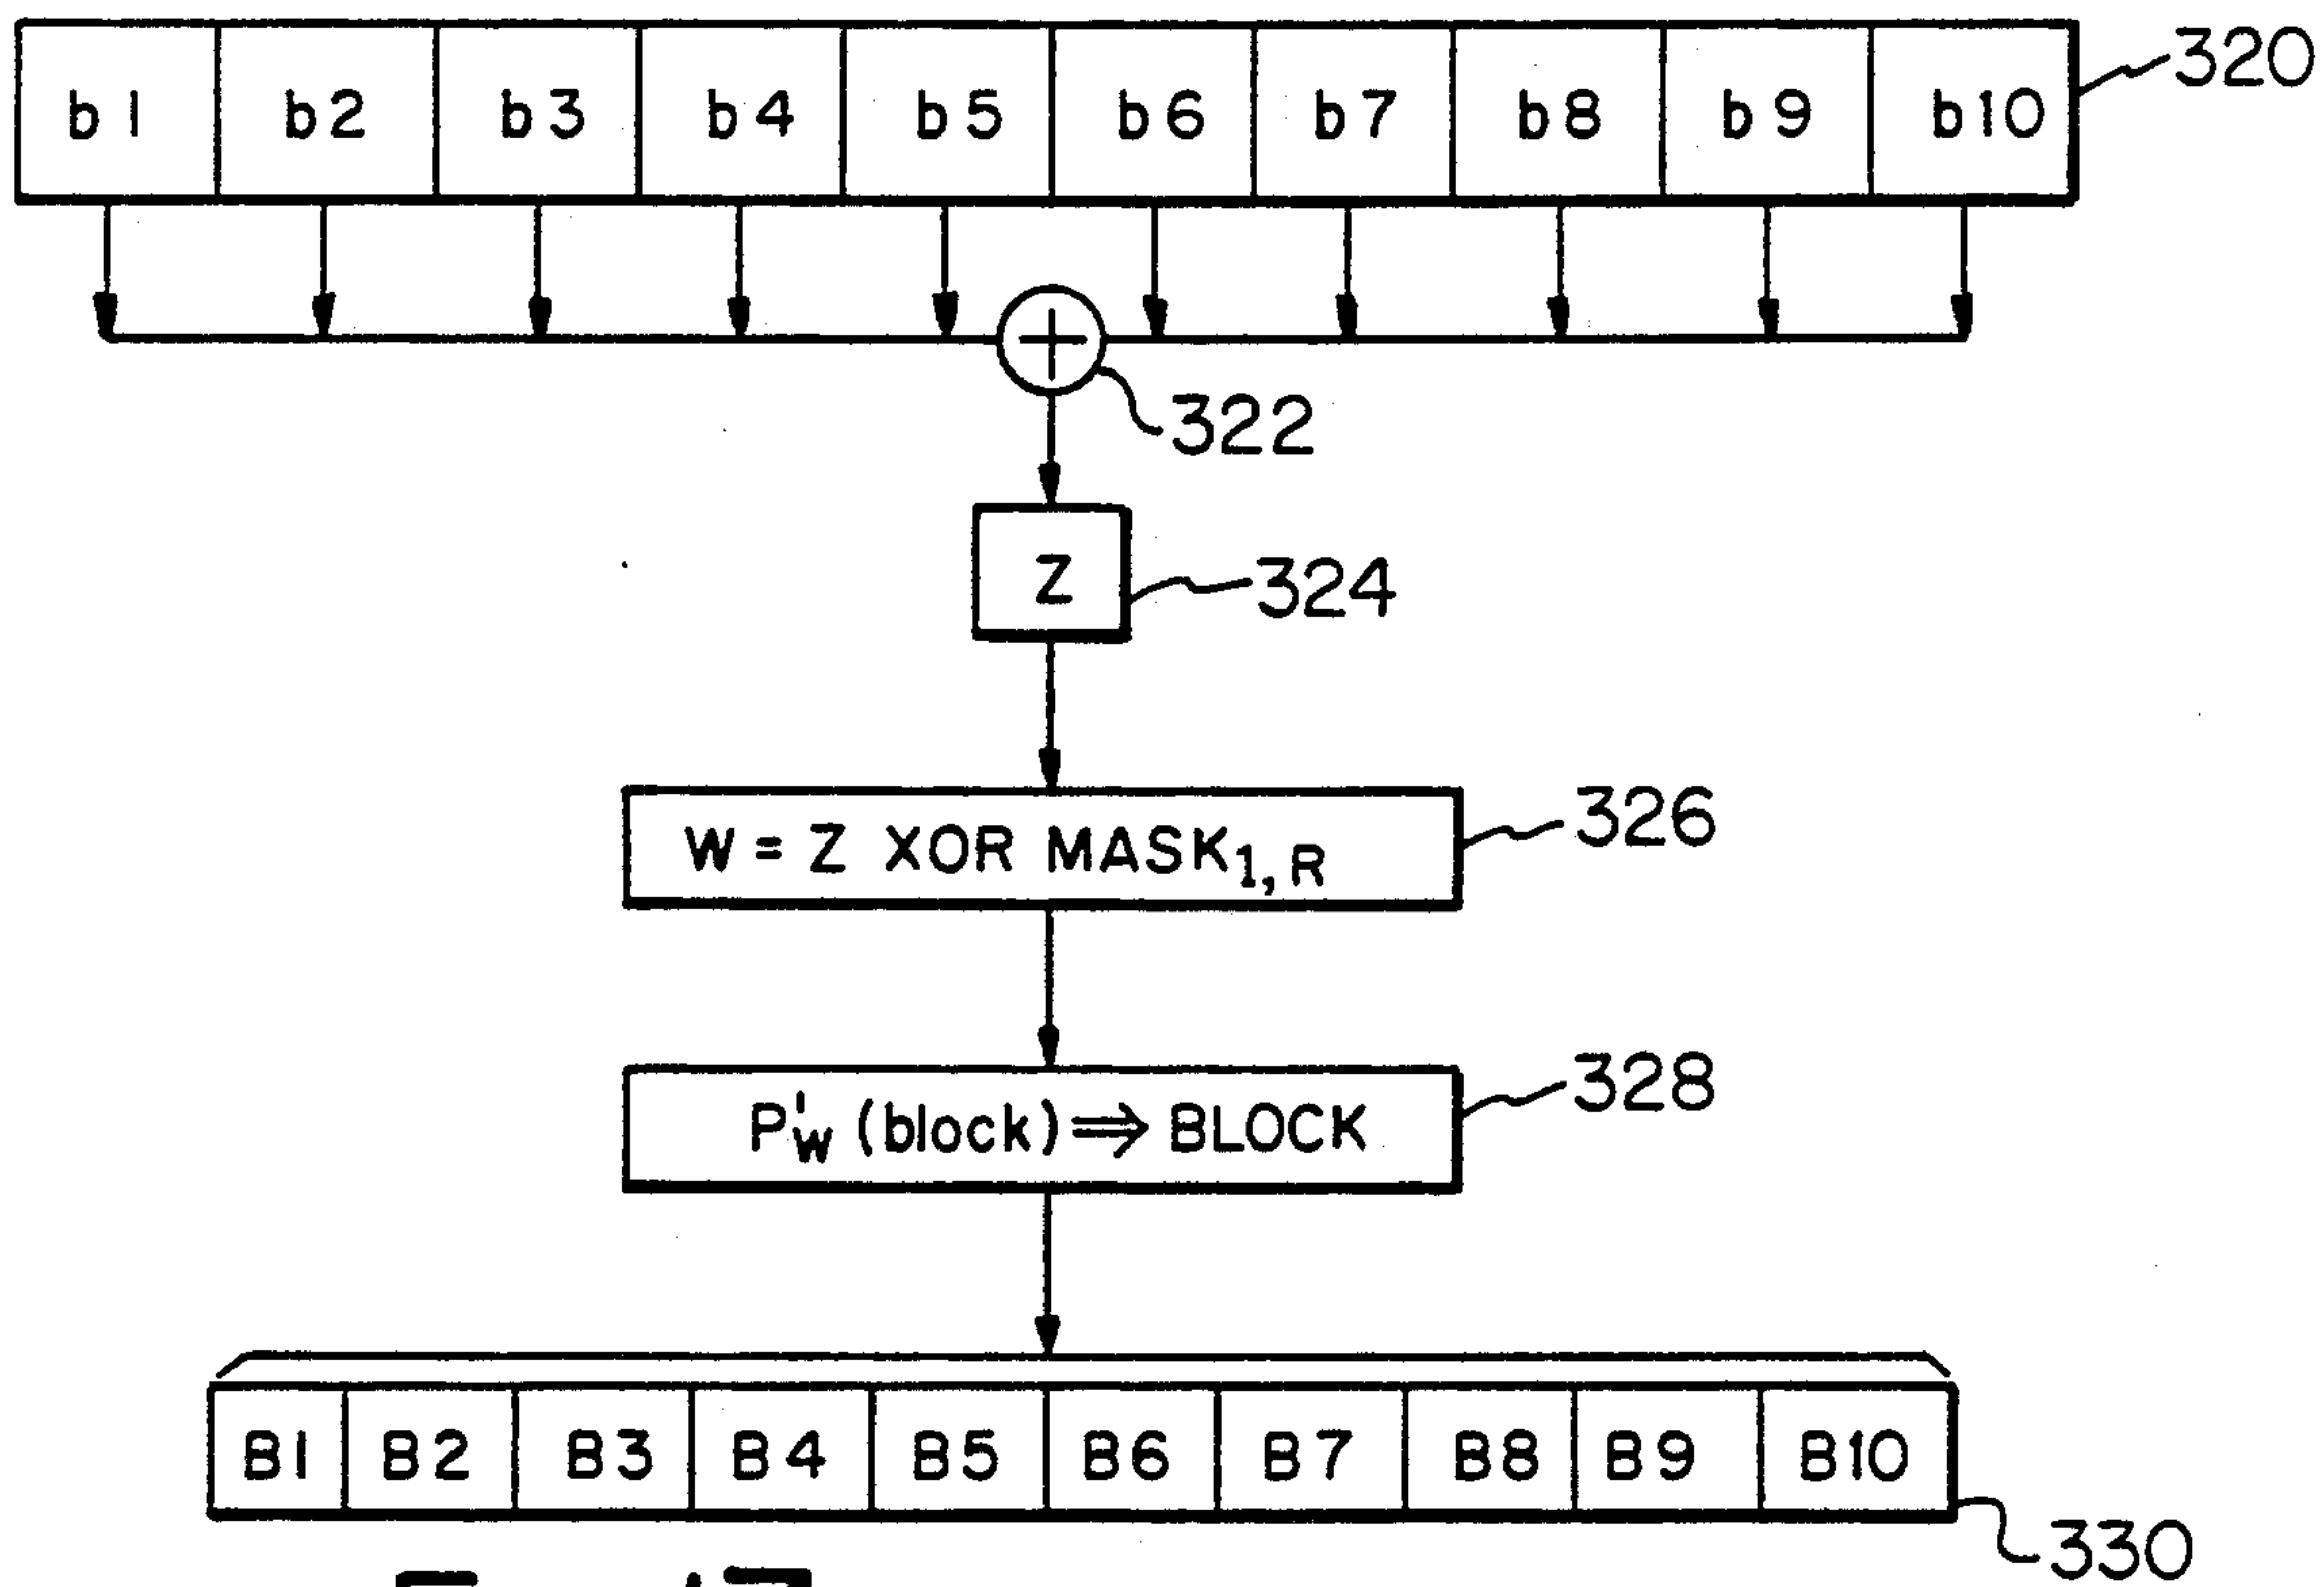 b1 b2 b3 b4 b5 b6 b7 b8 b9 b10 320
322
Z 324
W = Z XOR MASK1,R 326
P'W (block) ⇒ BLOCK 328
B1 B2 B3 B4 B5 B6 B7 B8 B9 B10
330